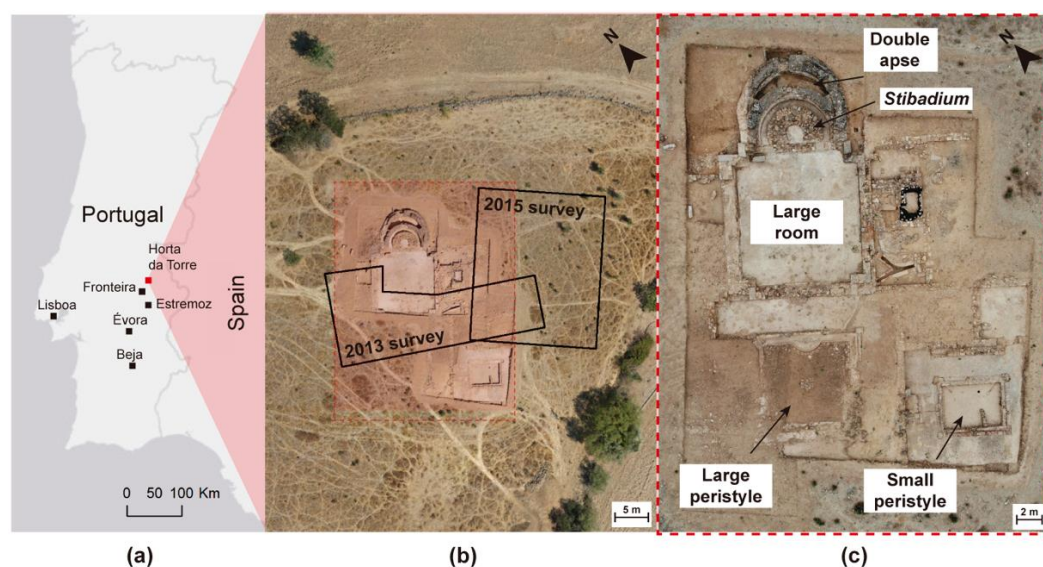 Portugal
Horta
da Torre
Fronteira
Lisboa
Estremoz
Évora
Beja
Spain
0 50 100 Km
(a)
N
2015 survey
2013 survey
5 m
(b)
N
Double
apse
Stibadium
Large
room
Large
peristyle
Small
peristyle
2 m
(c)